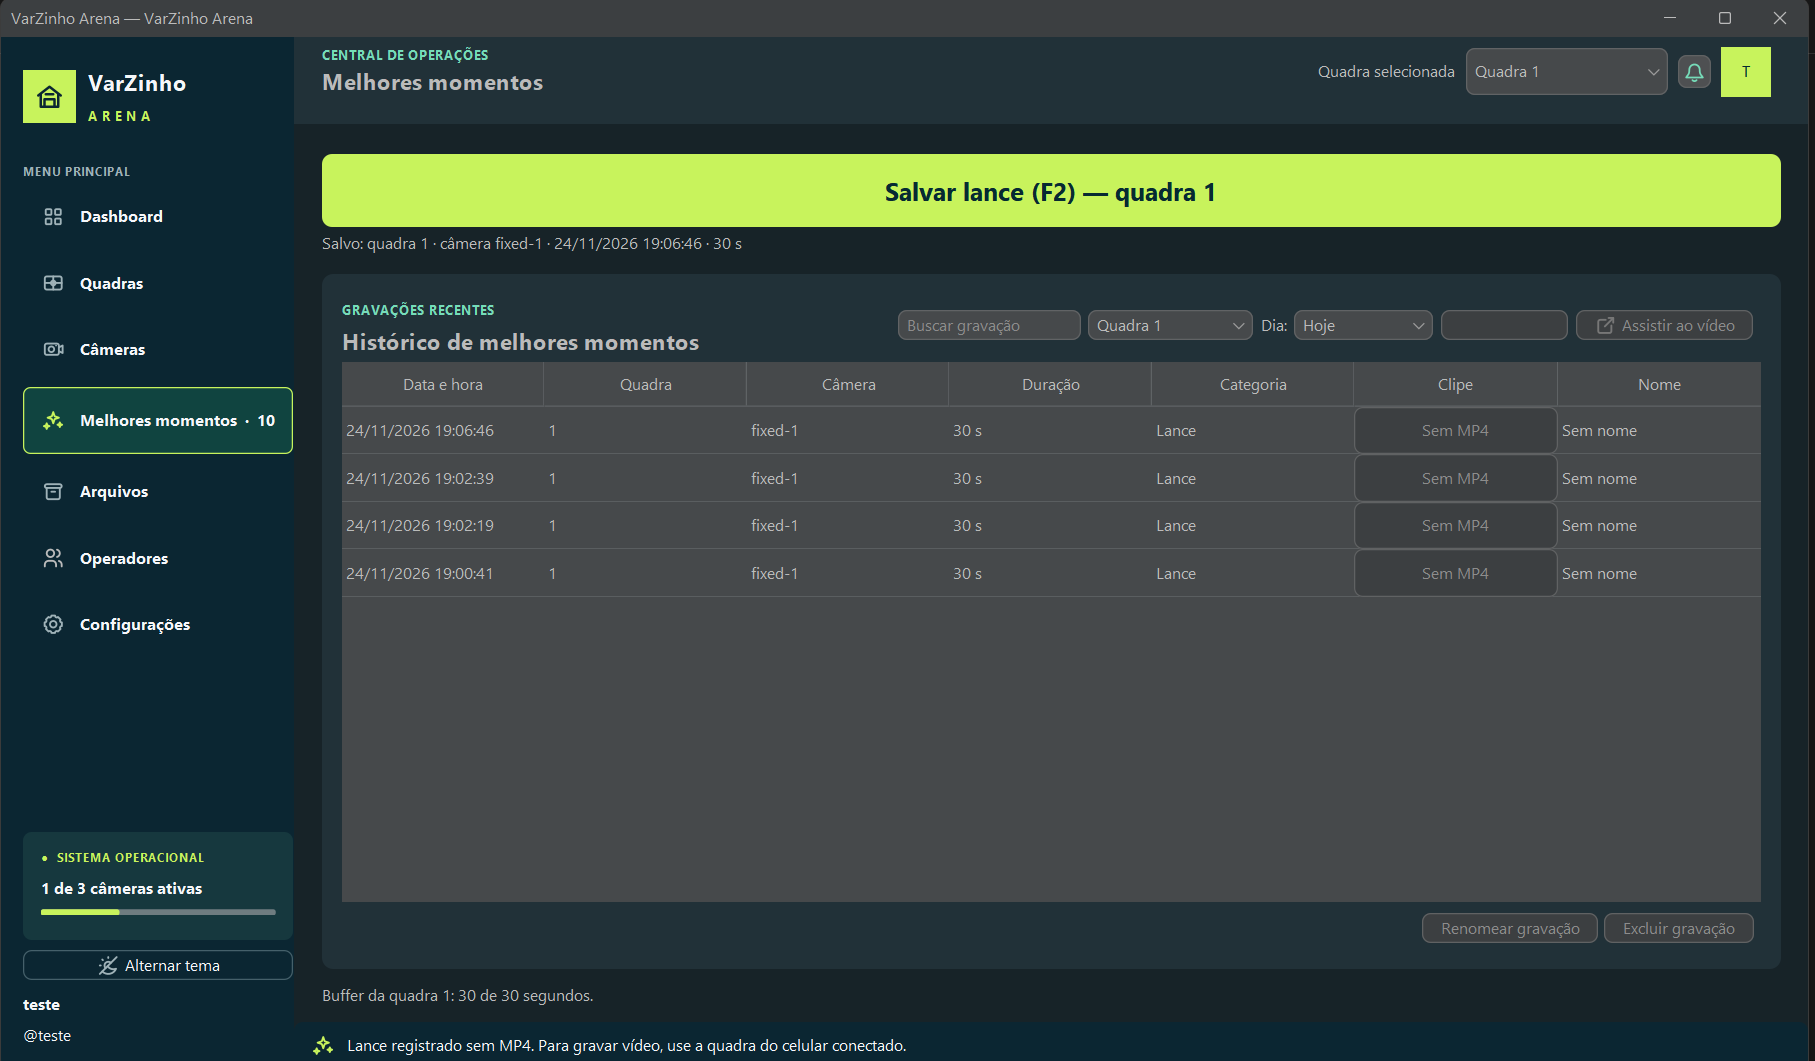 VarZinho Arena — VarZinho Arena
VarZinho
ARENA
MENU PRINCIPAL
Dashboard
Quadras
Câmeras
Melhores momentos · 10
Arquivos
Operadores
Configurações
• SISTEMA OPERACIONAL
1 de 3 câmeras ativas
Alternar tema
teste
@teste
CENTRAL DE OPERAÇÕES
Melhores momentos
Quadra selecionada Quadra 1 T
Salvar lance (F2) — quadra 1
Salvo: quadra 1 · câmera fixed-1 · 24/11/2026 19:06:46 · 30 s
GRAVAÇÕES RECENTES
Histórico de melhores momentos
Buscar gravação Quadra 1 Dia: Hoje Assistir ao vídeo
Data e hora Quadra Câmera Duração Categoria Clipe Nome
24/11/2026 19:06:46 1 fixed-1 30 s Lance Sem MP4 Sem nome
24/11/2026 19:02:39 1 fixed-1 30 s Lance Sem MP4 Sem nome
24/11/2026 19:02:19 1 fixed-1 30 s Lance Sem MP4 Sem nome
24/11/2026 19:00:41 1 fixed-1 30 s Lance Sem MP4 Sem nome
Renomear gravação Excluir gravação
Buffer da quadra 1: 30 de 30 segundos.
Lance registrado sem MP4. Para gravar vídeo, use a quadra do celular conectado.